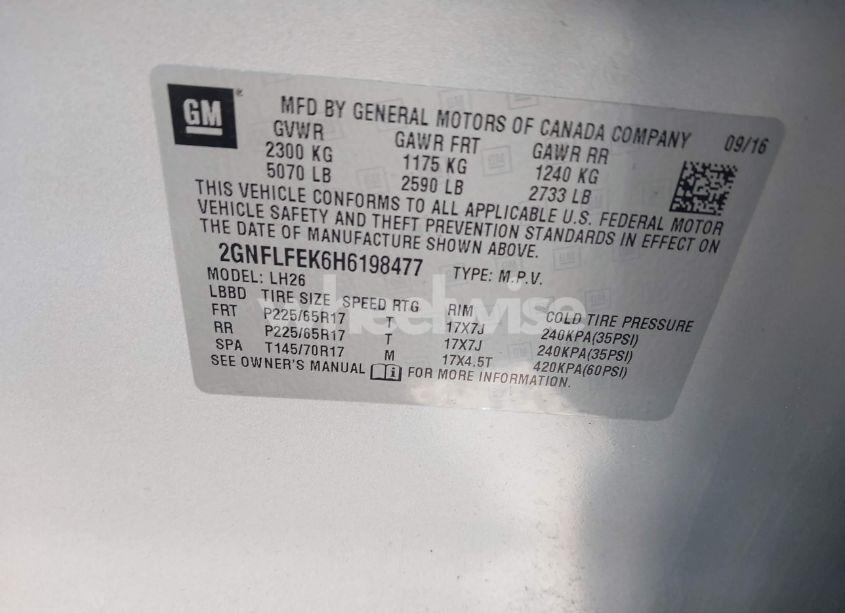 GM ®
MFD BY GENERAL MOTORS OF CANADA COMPANY 09/16
GVWR GAWR FRT GAWR RR
2300 KG 1175 KG 1240 KG
5070 LB 2590 LB 2733 LB
THIS VEHICLE CONFORMS TO ALL APPLICABLE U.S. FEDERAL MOTOR
VEHICLE SAFETY AND THEFT PREVENTION STANDARDS IN EFFECT ON
THE DATE OF MANUFACTURE SHOWN ABOVE.
2GNFLFEK6H6198477 TYPE: M.P.V.
MODEL: LH26
LBBD TIRE SIZE SPEED RTG RIM COLD TIRE PRESSURE
FRT P225/65R17 T 17X7J 240KPA(35PSI)
RR P225/65R17 T 17X7J 240KPA(35PSI)
SPA T145/70R17 M 17X4.5T 420KPA(60PSI)
SEE OWNER'S MANUAL i FOR MORE INFORMATION.
wheelwise